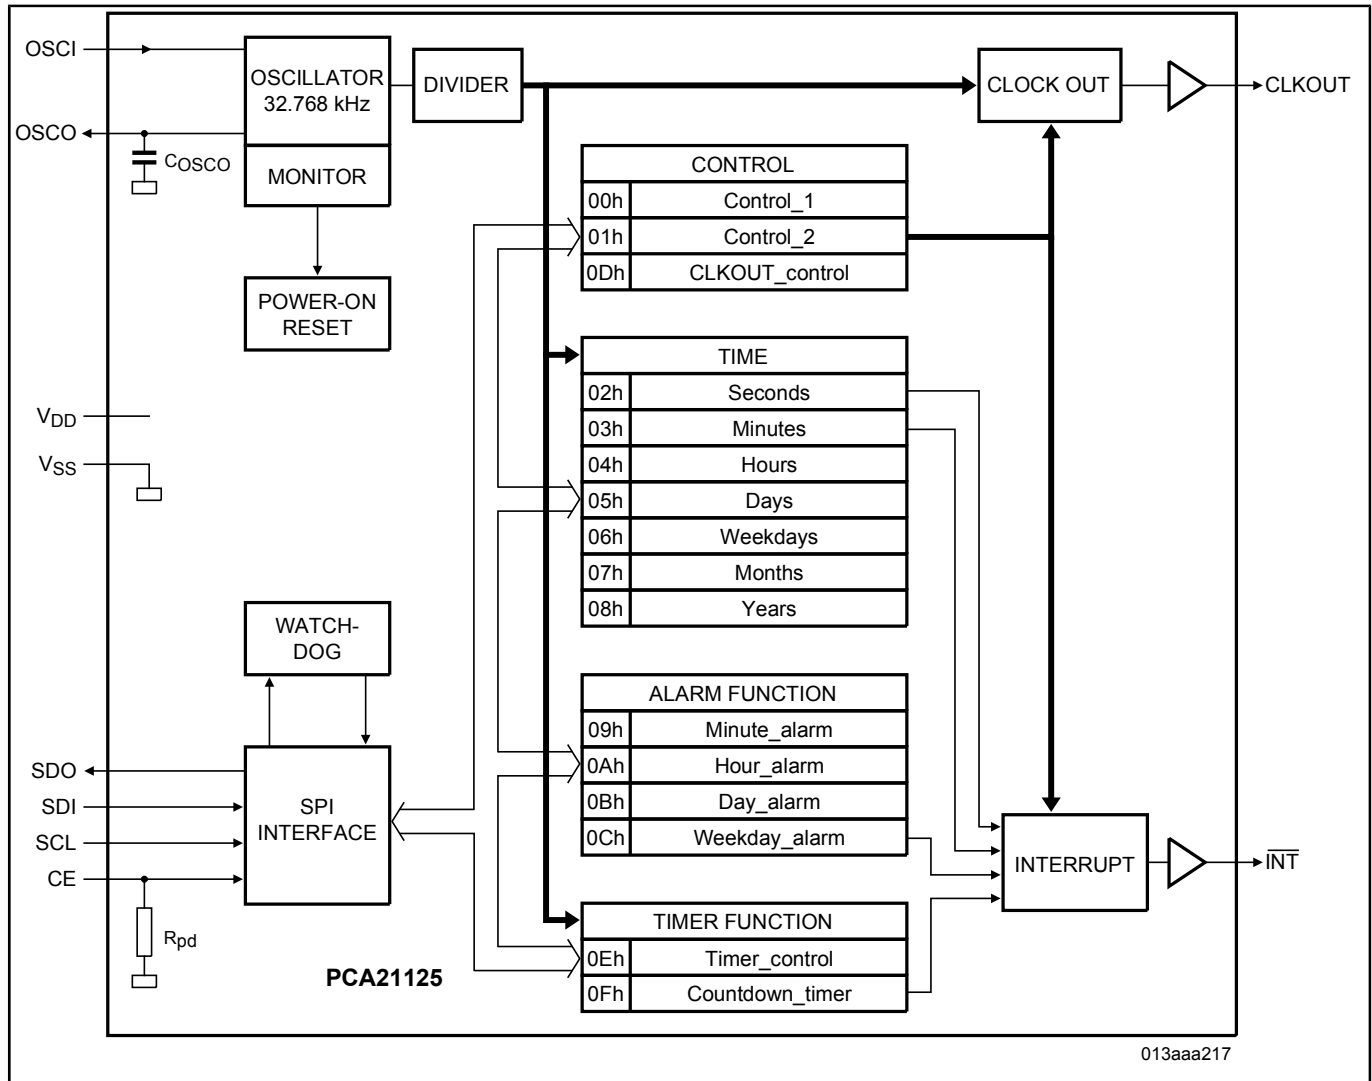 OSCI
OSCO
COSCO
OSCILLATOR
32.768 kHz
MONITOR
DIVIDER
CLOCK OUT
CLKOUT
POWER-ON
RESET
VDD
VSS
CONTROL
00h Control_1
01h Control_2
0Dh CLKOUT_control
TIME
02h Seconds
03h Minutes
04h Hours
05h Days
06h Weekdays
07h Months
08h Years
WATCH-
DOG
ALARM FUNCTION
09h Minute_alarm
0Ah Hour_alarm
0Bh Day_alarm
0Ch Weekday_alarm
SDO
SDI
SCL
CE
SPI
INTERFACE
Rpd
INTERRUPT
INT
TIMER FUNCTION
0Eh Timer_control
0Fh Countdown_timer
PCA21125
013aaa217